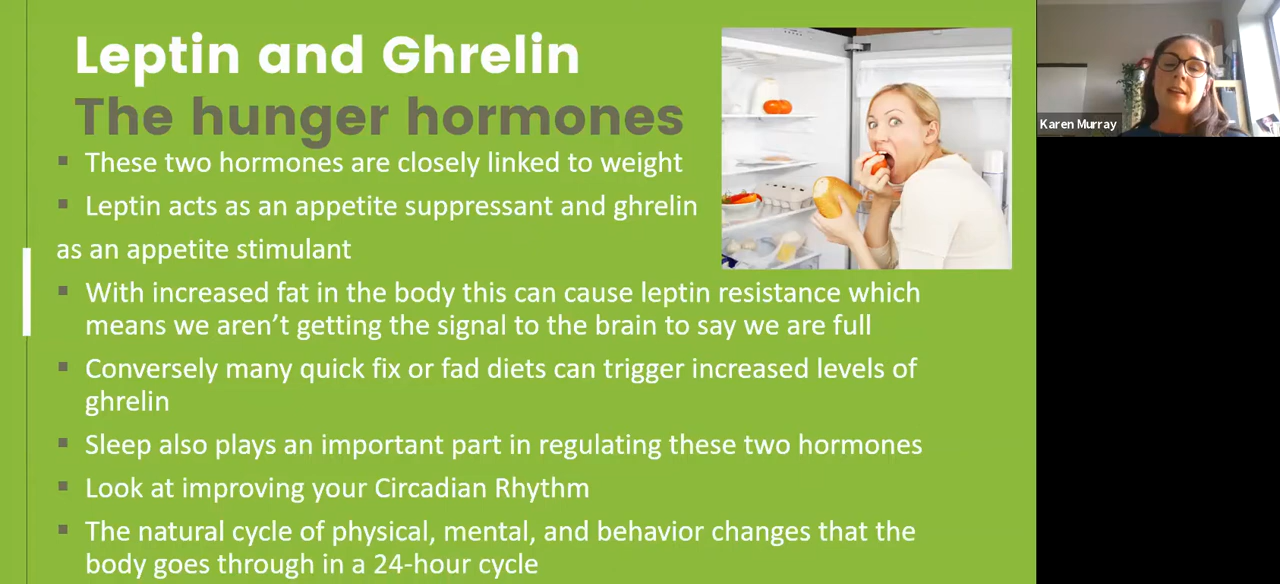 Leptin and Ghrelin
The hunger hormones
▪ These two hormones are closely linked to weight
▪ Leptin acts as an appetite suppressant and ghrelin
as an appetite stimulant
▪ With increased fat in the body this can cause leptin resistance which
means we aren't getting the signal to the brain to say we are full
▪ Conversely many quick fix or fad diets can trigger increased levels of
ghrelin
▪ Sleep also plays an important part in regulating these two hormones
▪ Look at improving your Circadian Rhythm
▪ The natural cycle of physical, mental, and behavior changes that the
body goes through in a 24-hour cycle
Karen Murray